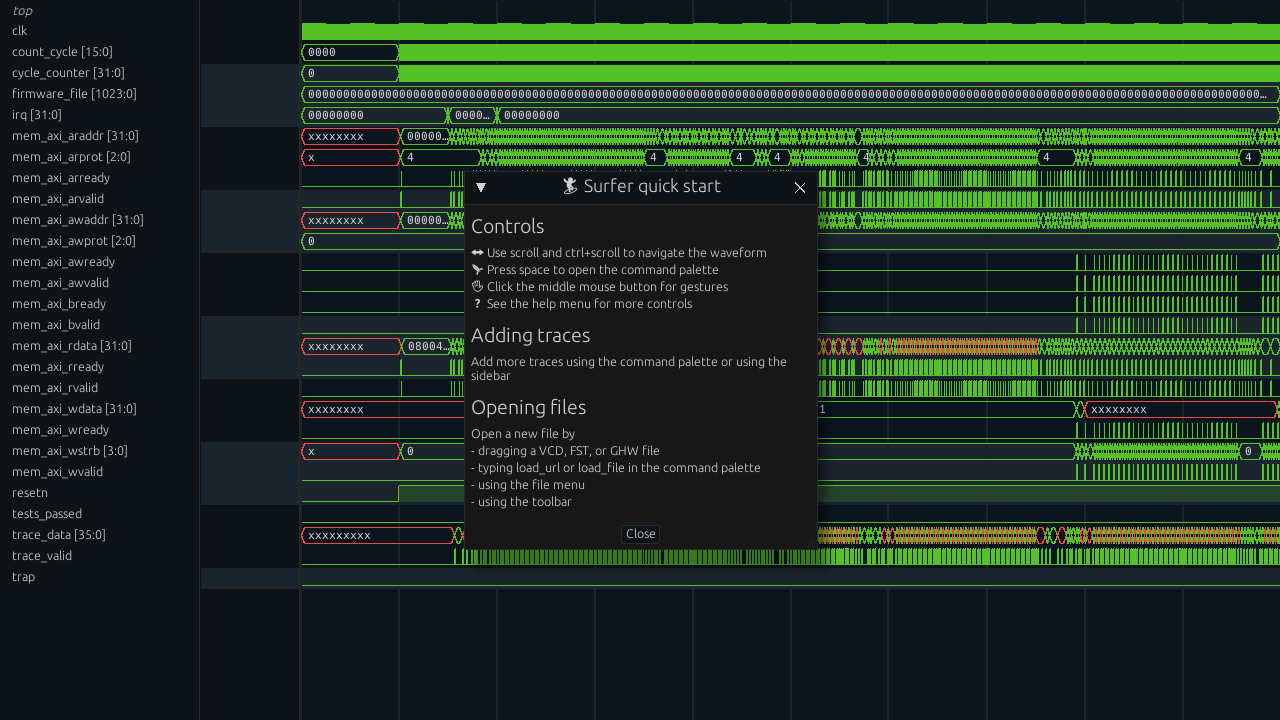 top
clk
count_cycle [15:0] 0000
cycle_counter [31:0] 0
firmware_file [1023:0]
irq [31:0] 00000000 0000… 00000000
mem_axi_araddr [31:0] xxxxxxxx 00000…
mem_axi_arprot [2:0] x 4 4 4 4 4 4 4
mem_axi_arready
mem_axi_arvalid
mem_axi_awaddr [31:0] xxxxxxxx 00000…
mem_axi_awprot [2:0] 0
mem_axi_awready
mem_axi_awvalid
mem_axi_bready
mem_axi_bvalid
mem_axi_rdata [31:0] xxxxxxxx 08004…
mem_axi_rready
mem_axi_rvalid
mem_axi_wdata [31:0] xxxxxxxx 1 xxxxxxxx
mem_axi_wready
mem_axi_wstrb [3:0] x 0 0
mem_axi_wvalid
resetn
tests_passed
trace_data [35:0] xxxxxxxxx
trace_valid
trap
Surfer quick start
Controls
Use scroll and ctrl+scroll to navigate the waveform
Press space to open the command palette
Click the middle mouse button for gestures
? See the help menu for more controls
Adding traces
Add more traces using the command palette or using the
sidebar
Opening files
Open a new file by
- dragging a VCD, FST, or GHW file
- typing load_url or load_file in the command palette
- using the file menu
- using the toolbar
Close